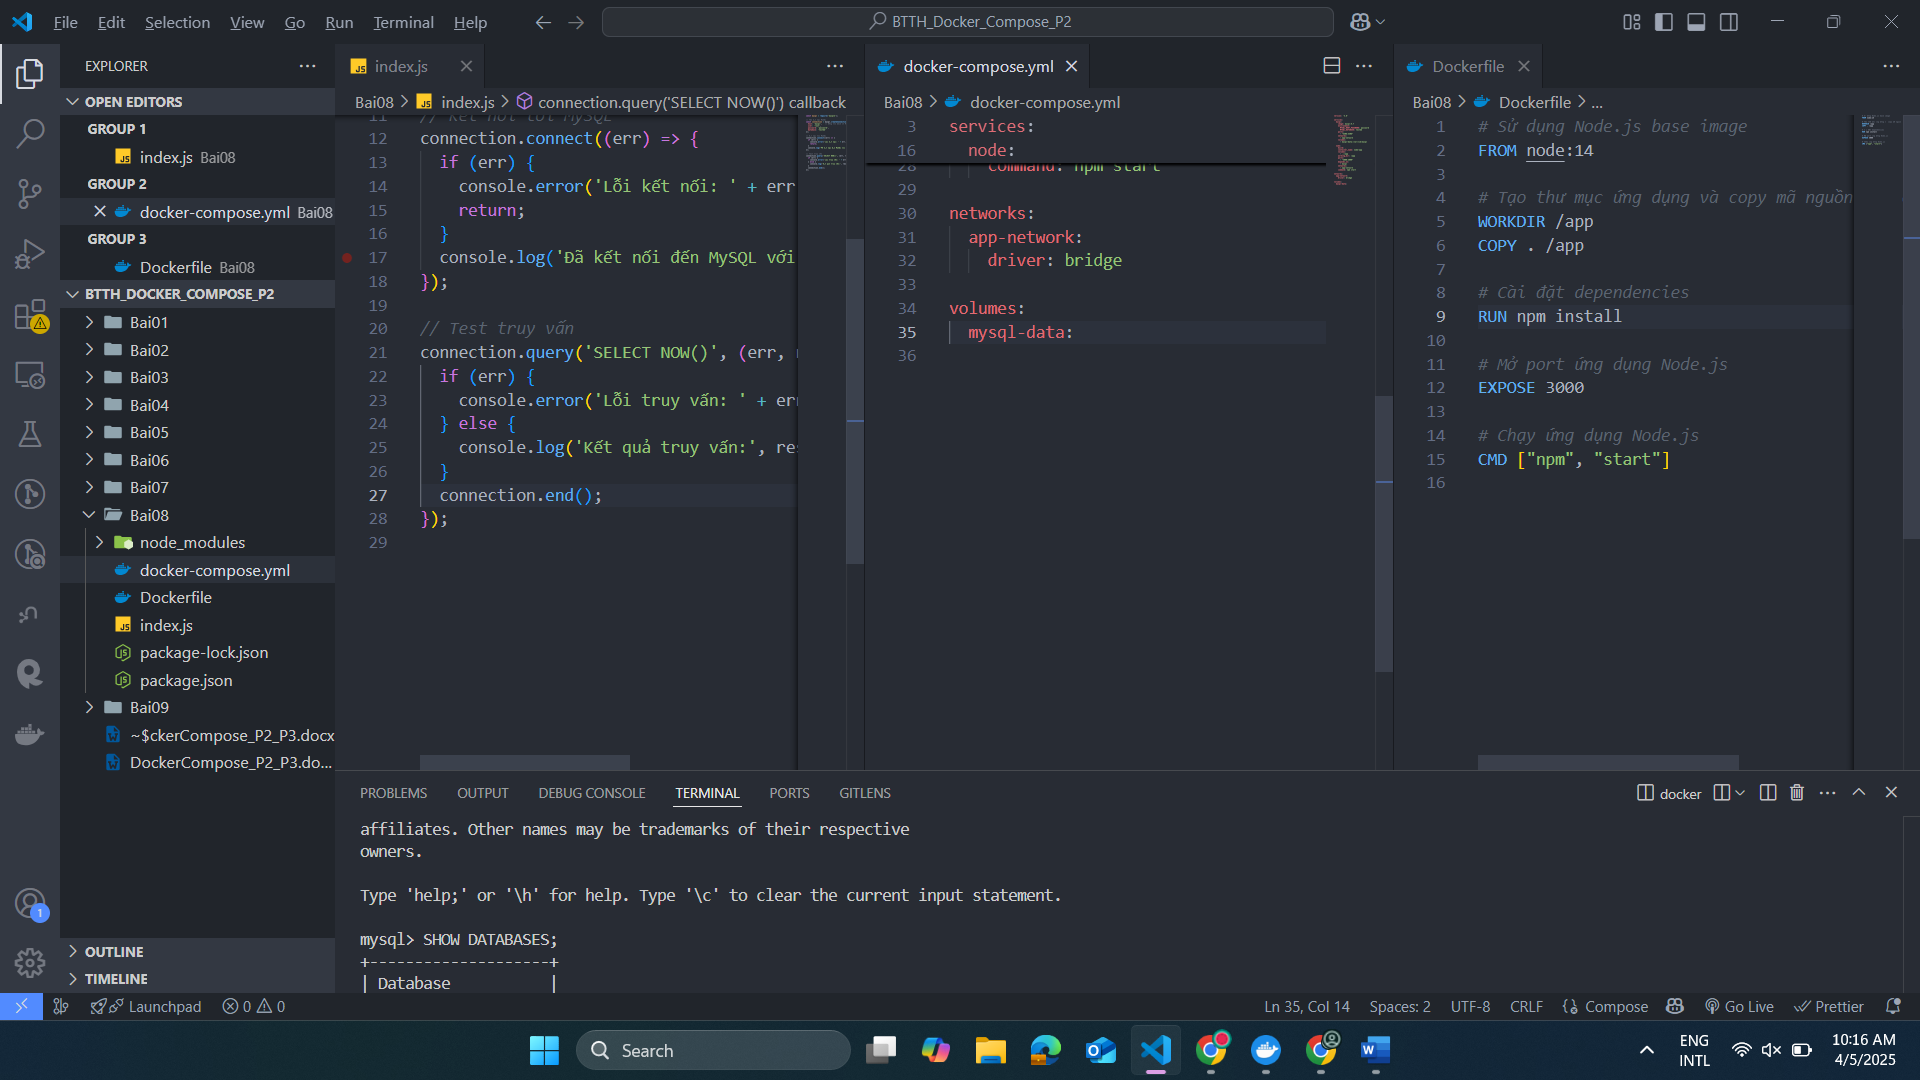 File Edit Selection View Go Run Terminal Help
BTTH_Docker_Compose_P2
EXPLORER
OPEN EDITORS
GROUP 1
index.js Bai08
GROUP 2
docker-compose.yml Bai08
GROUP 3
Dockerfile Bai08
BTTH_DOCKER_COMPOSE_P2
Bai01
Bai02
Bai03
Bai04
Bai05
Bai06
Bai07
Bai08
node_modules
docker-compose.yml
Dockerfile
index.js
package-lock.json
package.json
Bai09
~$ckerCompose_P2_P3.docx
DockerCompose_P2_P3.do...
OUTLINE
TIMELINE
index.js
Bai08 > index.js > connection.query('SELECT NOW()') callback
11 // Kết nối tới MySQL
12 connection.connect((err) => {
13 if (err) {
14 console.error('Lỗi kết nối: ' + err
15 return;
16 }
17 console.log('Đã kết nối đến MySQL với
18 });
19
20 // Test truy vấn
21 connection.query('SELECT NOW()', (err,
22 if (err) {
23 console.error('Lỗi truy vấn: ' + err
24 } else {
25 console.log('Kết quả truy vấn:', res
26 }
27 connection.end();
28 });
29
docker-compose.yml
Bai08 > docker-compose.yml
3 services:
16 node:
28 command: npm start
29
30 networks:
31 app-network:
32 driver: bridge
33
34 volumes:
35 mysql-data:
36
Dockerfile
Bai08 > Dockerfile > ...
1 # Sử dụng Node.js base image
2 FROM node:14
3
4 # Tạo thư mục ứng dụng và copy mã nguồn
5 WORKDIR /app
6 COPY . /app
7
8 # Cài đặt dependencies
9 RUN npm install
10
11 # Mở port ứng dụng Node.js
12 EXPOSE 3000
13
14 # Chạy ứng dụng Node.js
15 CMD ["npm", "start"]
16
PROBLEMS OUTPUT DEBUG CONSOLE TERMINAL PORTS GITLENS
docker
affiliates. Other names may be trademarks of their respective
owners.
Type 'help;' or '\h' for help. Type '\c' to clear the current input statement.
mysql> SHOW DATABASES;
+--------------------+
| Database |
1
Launchpad 0 0 Ln 35, Col 14 Spaces: 2 UTF-8 CRLF Compose Go Live Prettier
Search
ENG
INTL
10:16 AM
4/5/2025